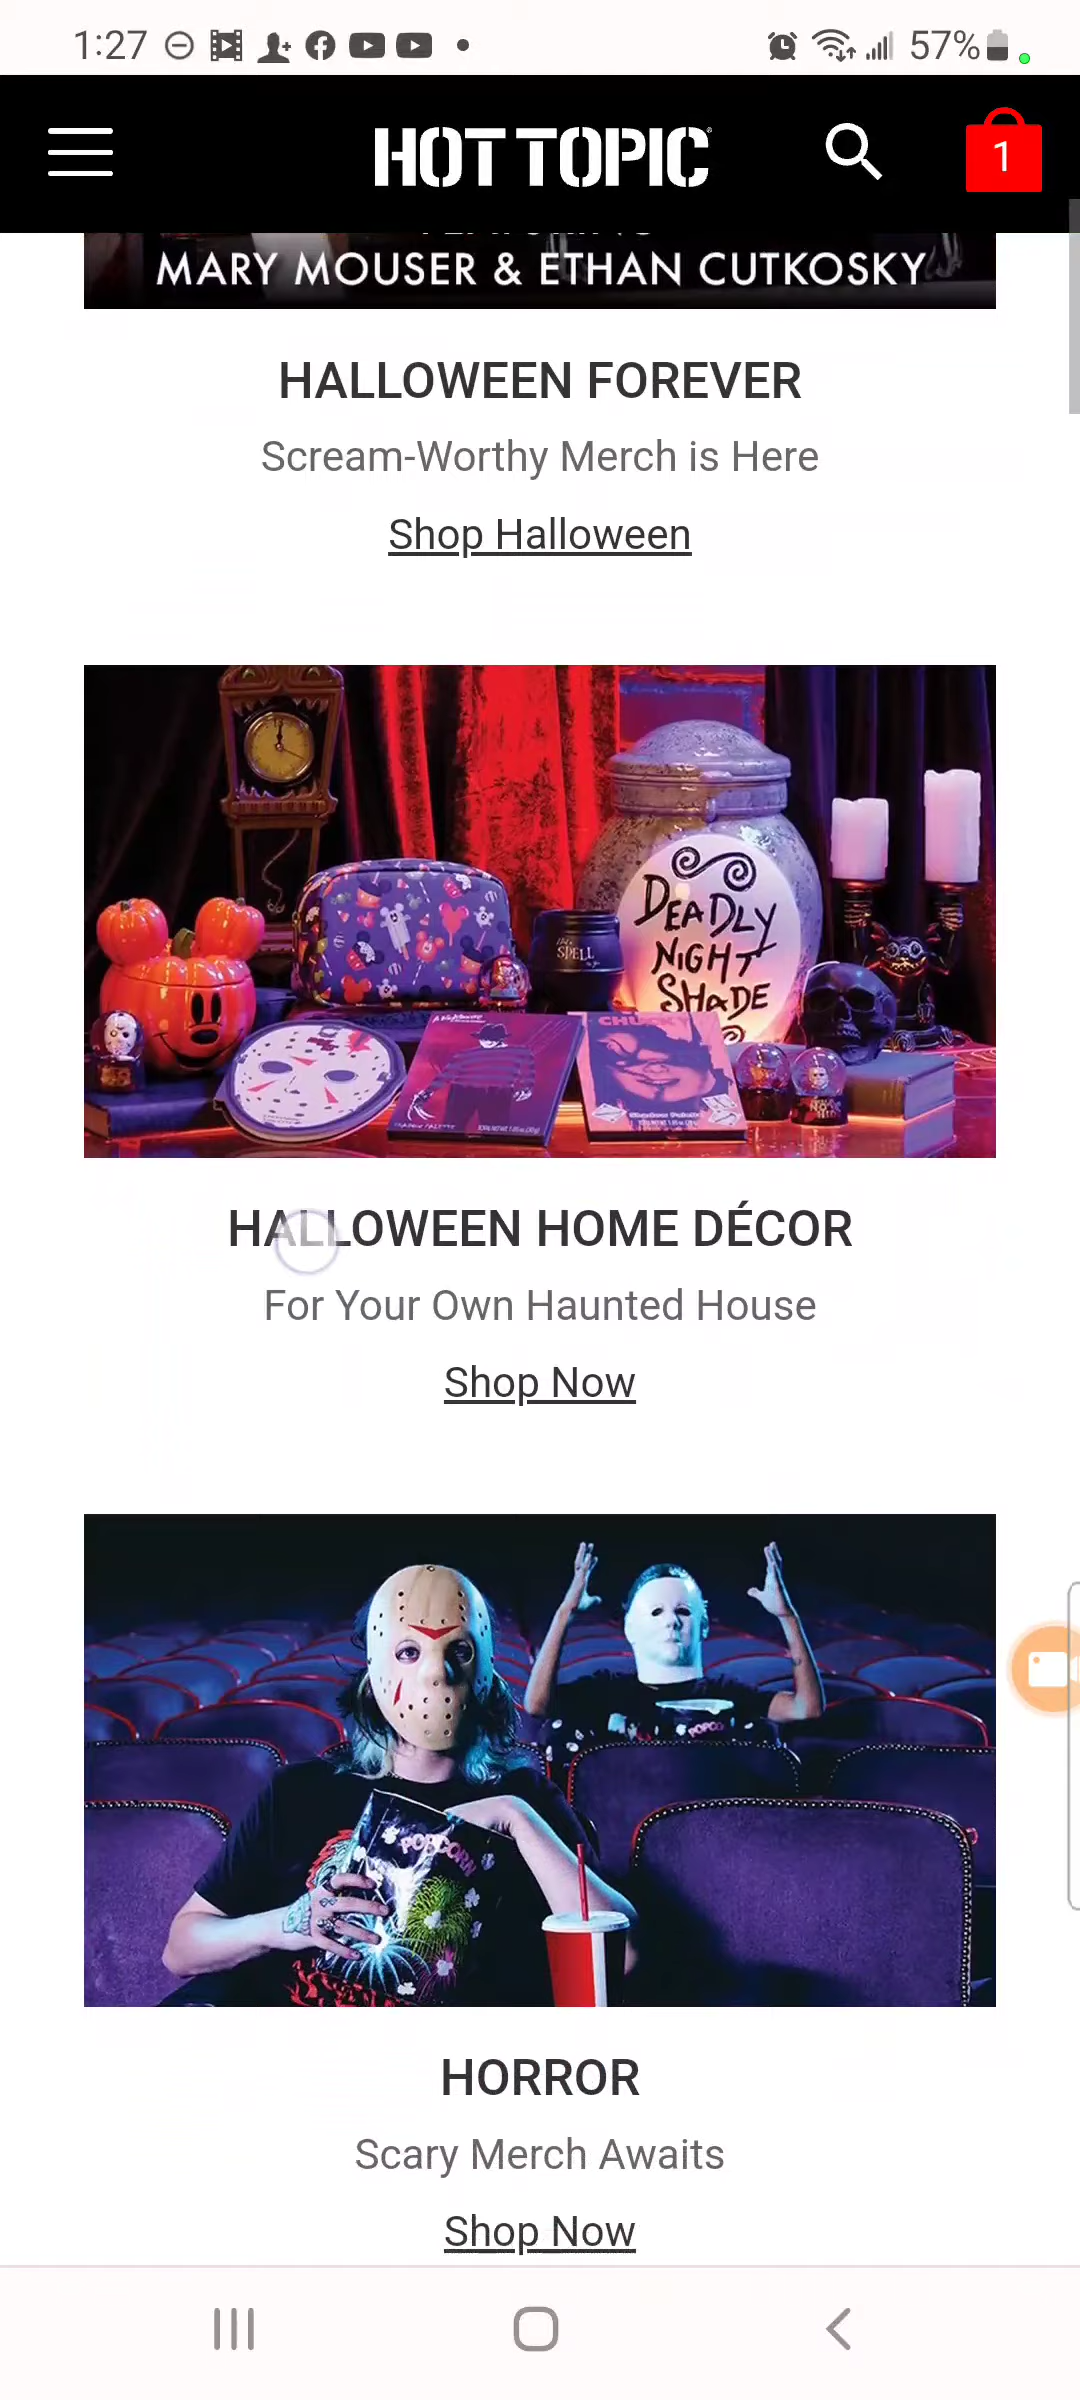 1:27
57%
HOT TOPIC
1
MARY MOUSER & ETHAN CUTKOSKY
HALLOWEEN FOREVER
Scream-Worthy Merch is Here
Shop Halloween
DEADLY
NIGHT
SHADE
SPELL
CHUCKY
HALLOWEEN HOME DÉCOR
For Your Own Haunted House
Shop Now
POPCORN
HORROR
Scary Merch Awaits
Shop Now